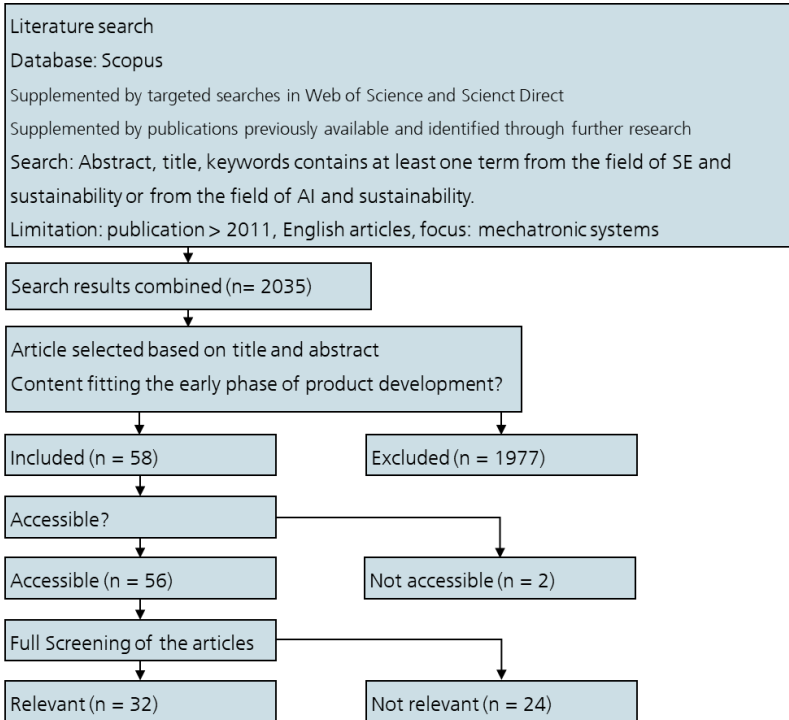 Literature search
Database: Scopus
Supplemented by targeted searches in Web of Science and Scienct Direct
Supplemented by publications previously available and identified through further research
Search: Abstract, title, keywords contains at least one term from the field of SE and
sustainability or from the field of AI and sustainability.
Limitation: publication > 2011, English articles, focus: mechatronic systems
Search results combined (n= 2035)
Article selected based on title and abstract
Content fitting the early phase of product development?
Included (n = 58)
Excluded (n = 1977)
Accessible?
Accessible (n = 56)
Not accessible (n = 2)
Full Screening of the articles
Relevant (n = 32)
Not relevant (n = 24)